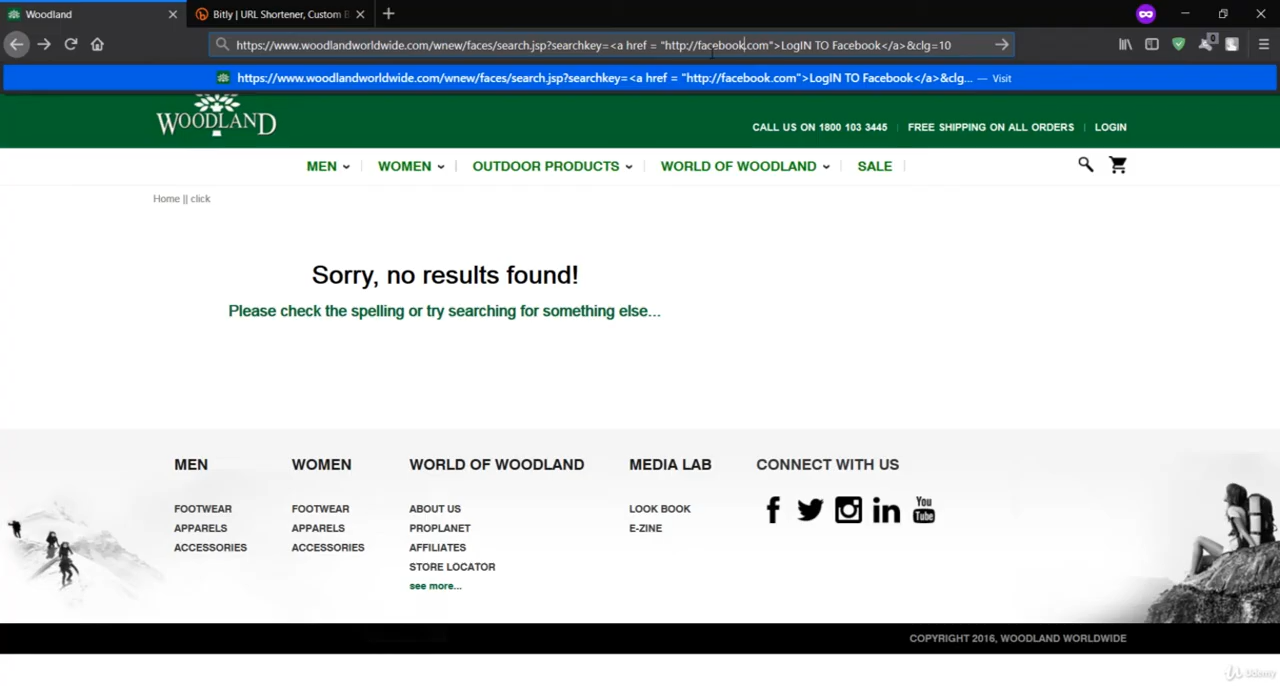 Woodland
Bitly | URL Shortener, Custom B
https://www.woodlandworldwide.com/wnew/faces/search.jsp?searchkey=<a href = "http://facebook.com">LogIN TO Facebook</a>&clg=10
0
https://www.woodlandworldwide.com/wnew/faces/search.jsp?searchkey=<a href = "http://facebook.com">LogIN TO Facebook</a>&clg... — Visit
WOODLAND
CALL US ON 1800 103 3445 | FREE SHIPPING ON ALL ORDERS | LOGIN
MEN | WOMEN | OUTDOOR PRODUCTS | WORLD OF WOODLAND | SALE |
Home || click
Sorry, no results found!
Please check the spelling or try searching for something else...
MEN WOMEN WORLD OF WOODLAND MEDIA LAB CONNECT WITH US
FOOTWEAR FOOTWEAR ABOUT US LOOK BOOK
APPARELS APPARELS PROPLANET E-ZINE
ACCESSORIES ACCESSORIES AFFILIATES
STORE LOCATOR
see more...
You
Tube
COPYRIGHT 2016, WOODLAND WORLDWIDE
Udemy